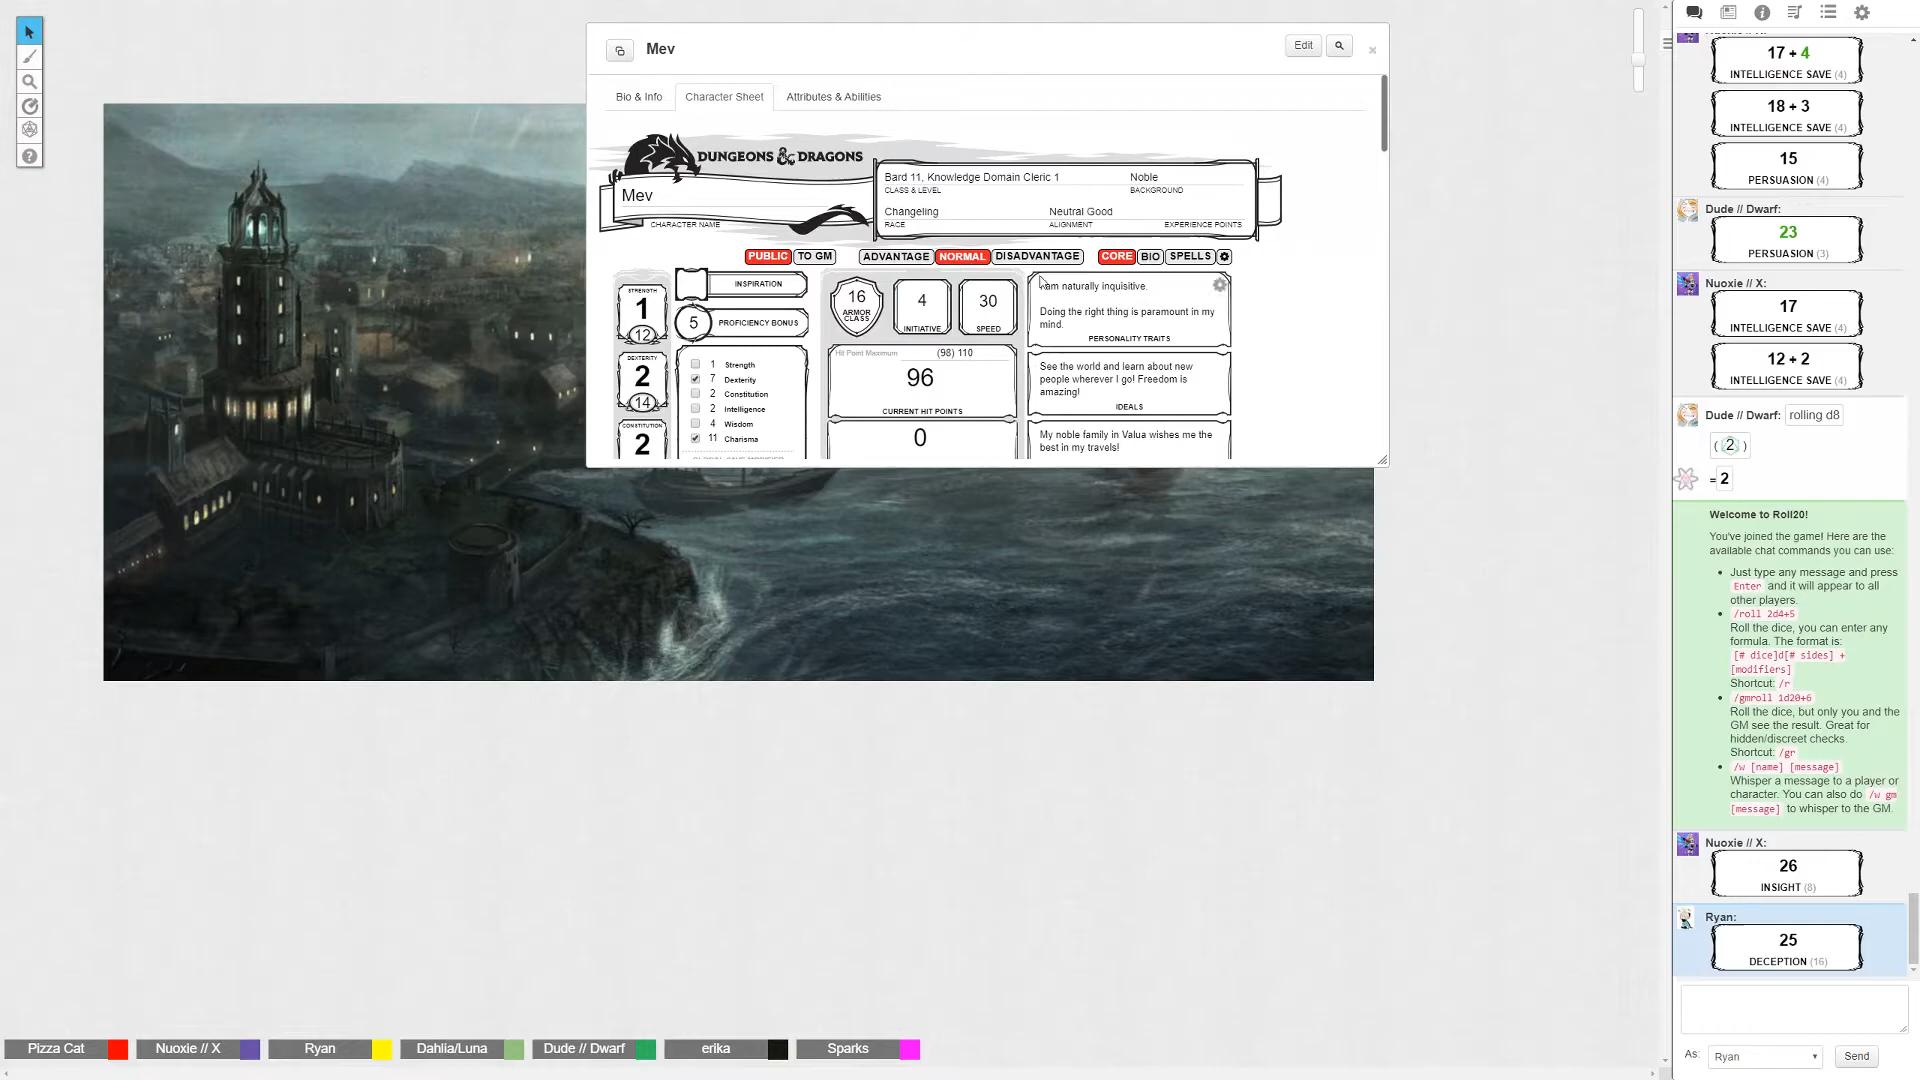 Mev
Edit
Bio & Info
Character Sheet
Attributes & Abilities
DUNGEONS & DRAGONS
Mev
CHARACTER NAME
Bard 11, Knowledge Domain Cleric 1
Noble
CLASS & LEVEL
BACKGROUND
Changeling
Neutral Good
RACE
ALIGNMENT
EXPERIENCE POINTS
PUBLIC
TO GM
ADVANTAGE
NORMAL
DISADVANTAGE
CORE
BIO
SPELLS
STRENGTH
1
12
DEXTERITY
2
14
CONSTITUTION
2
INSPIRATION
5
PROFICIENCY BONUS
1 Strength
7 Dexterity
2 Constitution
2 Intelligence
4 Wisdom
11 Charisma
16
ARMOR
CLASS
4
INITIATIVE
30
SPEED
Hit Point Maximum
(98) 110
96
CURRENT HIT POINTS
0
am naturally inquisitive.
Doing the right thing is paramount in my
mind.
PERSONALITY TRAITS
See the world and learn about new
people wherever I go! Freedom is
amazing!
IDEALS
My noble family in Valua wishes me the
best in my travels!
17 + 4
INTELLIGENCE SAVE (4)
18 + 3
INTELLIGENCE SAVE (4)
15
PERSUASION (4)
Dude // Dwarf:
23
PERSUASION (3)
Nuoxie // X:
17
INTELLIGENCE SAVE (4)
12 + 2
INTELLIGENCE SAVE (4)
Dude // Dwarf: rolling d8
(2)
=2
Welcome to Roll20!
You've joined the game! Here are the
available chat commands you can use:
• Just type any message and press
Enter and it will appear to all
other players.
• /roll 2d4+5
Roll the dice, you can enter any
formula. The format is:
[# dice]d[# sides] +
[modifiers]
Shortcut: /r
• /gmroll 1d20+6
Roll the dice, but only you and the
GM see the result. Great for
hidden/discreet checks.
Shortcut: /gr
• /w [name] [message]
Whisper a message to a player or
character. You can also do /w gm
[message] to whisper to the GM.
Nuoxie // X:
26
INSIGHT (8)
Ryan:
25
DECEPTION (16)
As:
Ryan
Send
Pizza Cat
Nuoxie // X
Ryan
Dahlia/Luna
Dude // Dwarf
erika
Sparks